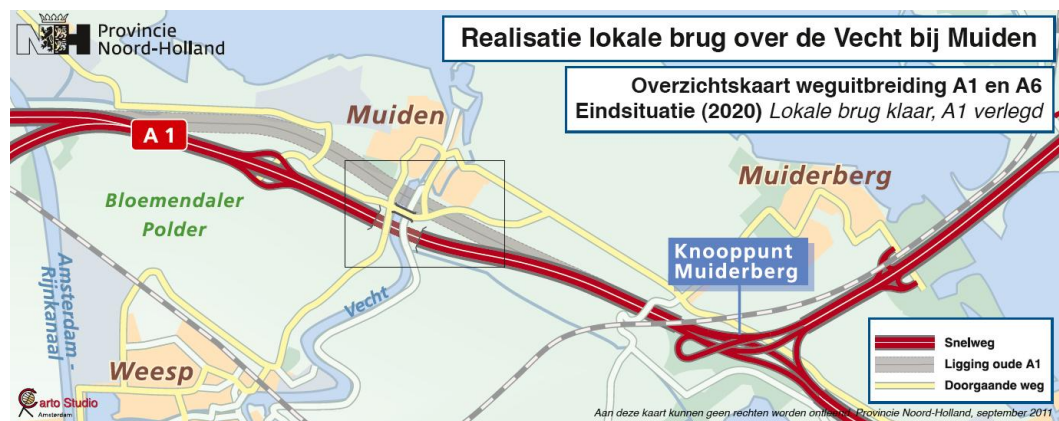 NH
Provincie
Noord-Holland
Realisatie lokale brug over de Vecht bij Muiden
Overzichtskaart weguitbreiding A1 en A6
Eindsituatie (2020) Lokale brug klaar, A1 verlegd
A 1
Muiden
Muiderberg
Bloemendaler
Polder
Knooppunt
Muiderberg
Amsterdam -
Rijnkanaal
Vecht
Weesp
Snelweg
Ligging oude A1
Doorgaande weg
Carto Studio
Amsterdam
Aan deze kaart kunnen geen rechten worden ontleend. Provincie Noord-Holland, september 2011